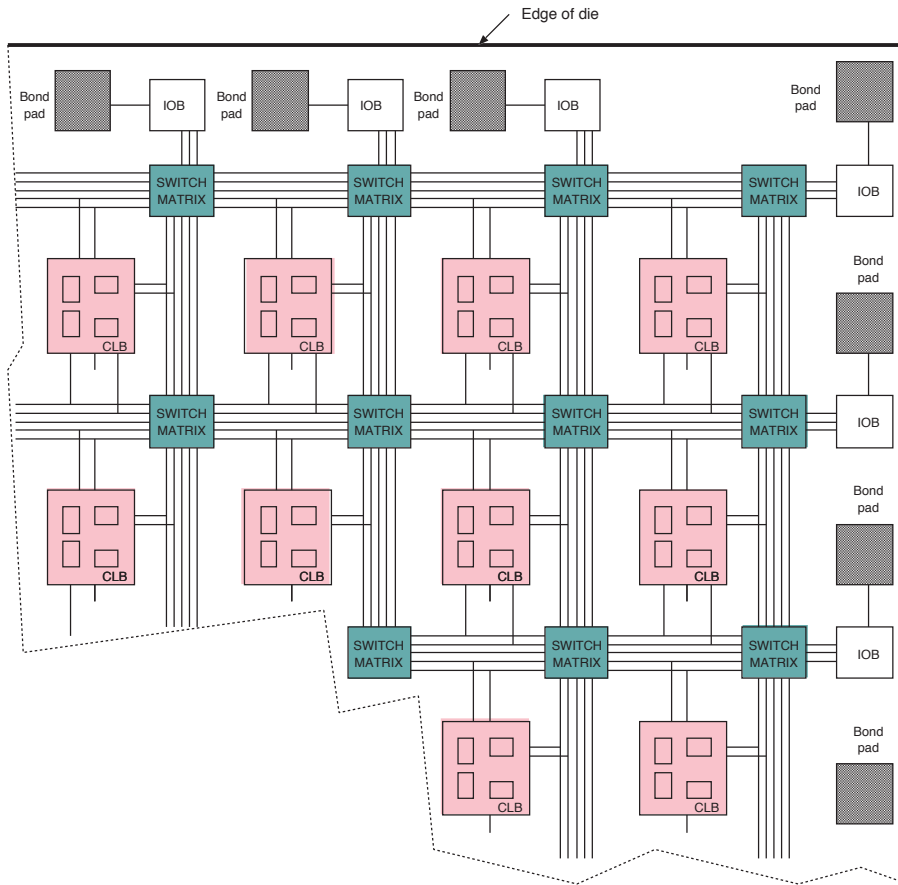 Edge of die
Bond
pad
IOB
Bond
pad
IOB
Bond
pad
IOB
Bond
pad
SWITCH
MATRIX
SWITCH
MATRIX
SWITCH
MATRIX
SWITCH
MATRIX
IOB
CLB
CLB
CLB
CLB
Bond
pad
SWITCH
MATRIX
SWITCH
MATRIX
SWITCH
MATRIX
SWITCH
MATRIX
IOB
CLB
CLB
CLB
CLB
Bond
pad
SWITCH
MATRIX
SWITCH
MATRIX
SWITCH
MATRIX
IOB
CLB
CLB
Bond
pad